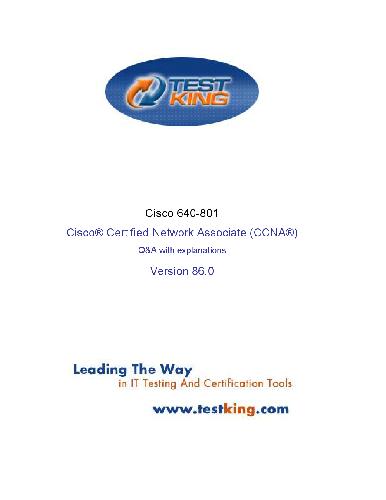 TEST
KING
Cisco 640-801
Cisco® Certified Network Associate (CCNA®)
Q&A with explanations
Version 86.0
Leading The Way
in IT Testing And Certification Tools
www.testking.com